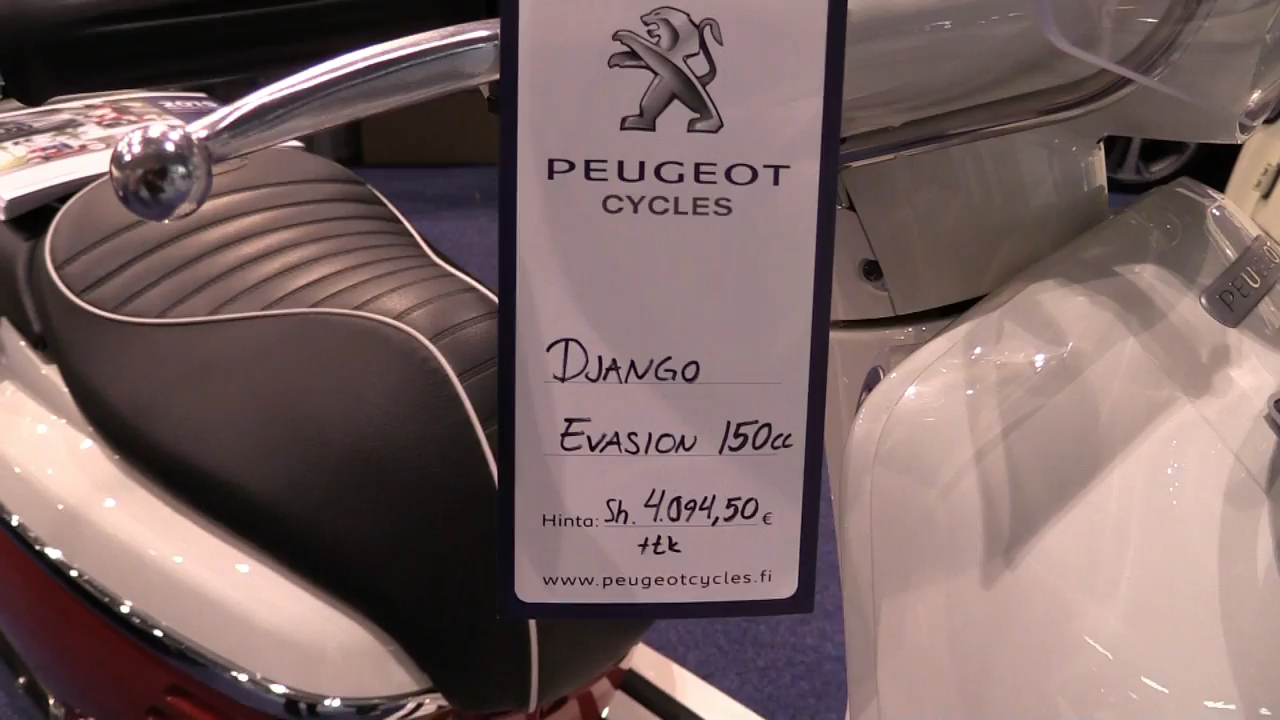 PEUGEOT
CYCLES
DJANGO
EVASION 150cc
Hinta: Sh. 4.094,50 €
+tk
www.peugeotcycles.fi